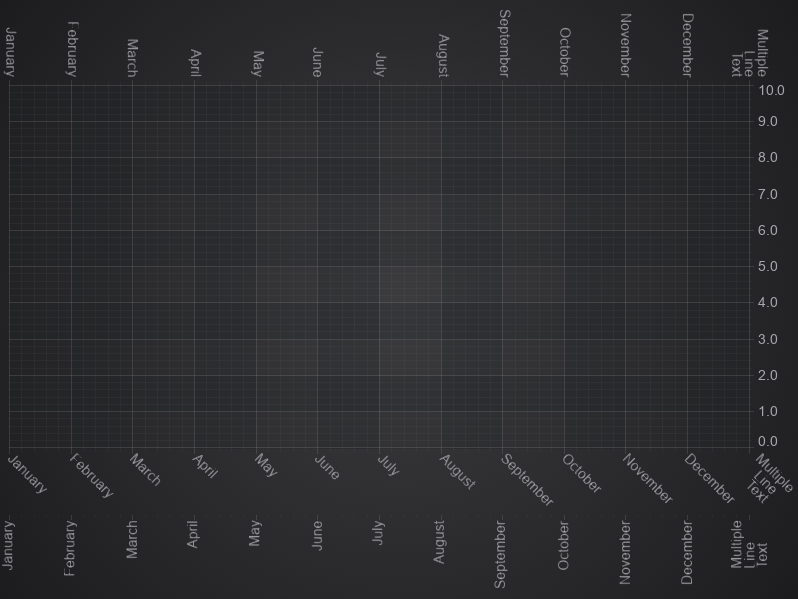 January
February
March
April
May
June
July
August
September
October
November
December
Multiple
Line
Text
10.0
9.0
8.0
7.0
6.0
5.0
4.0
3.0
2.0
1.0
0.0
January
February
March
April
May
June
July
August
September
October
November
December
Multiple
Line
Text
January
February
March
April
May
June
July
August
September
October
November
December
Multiple
Line
Text